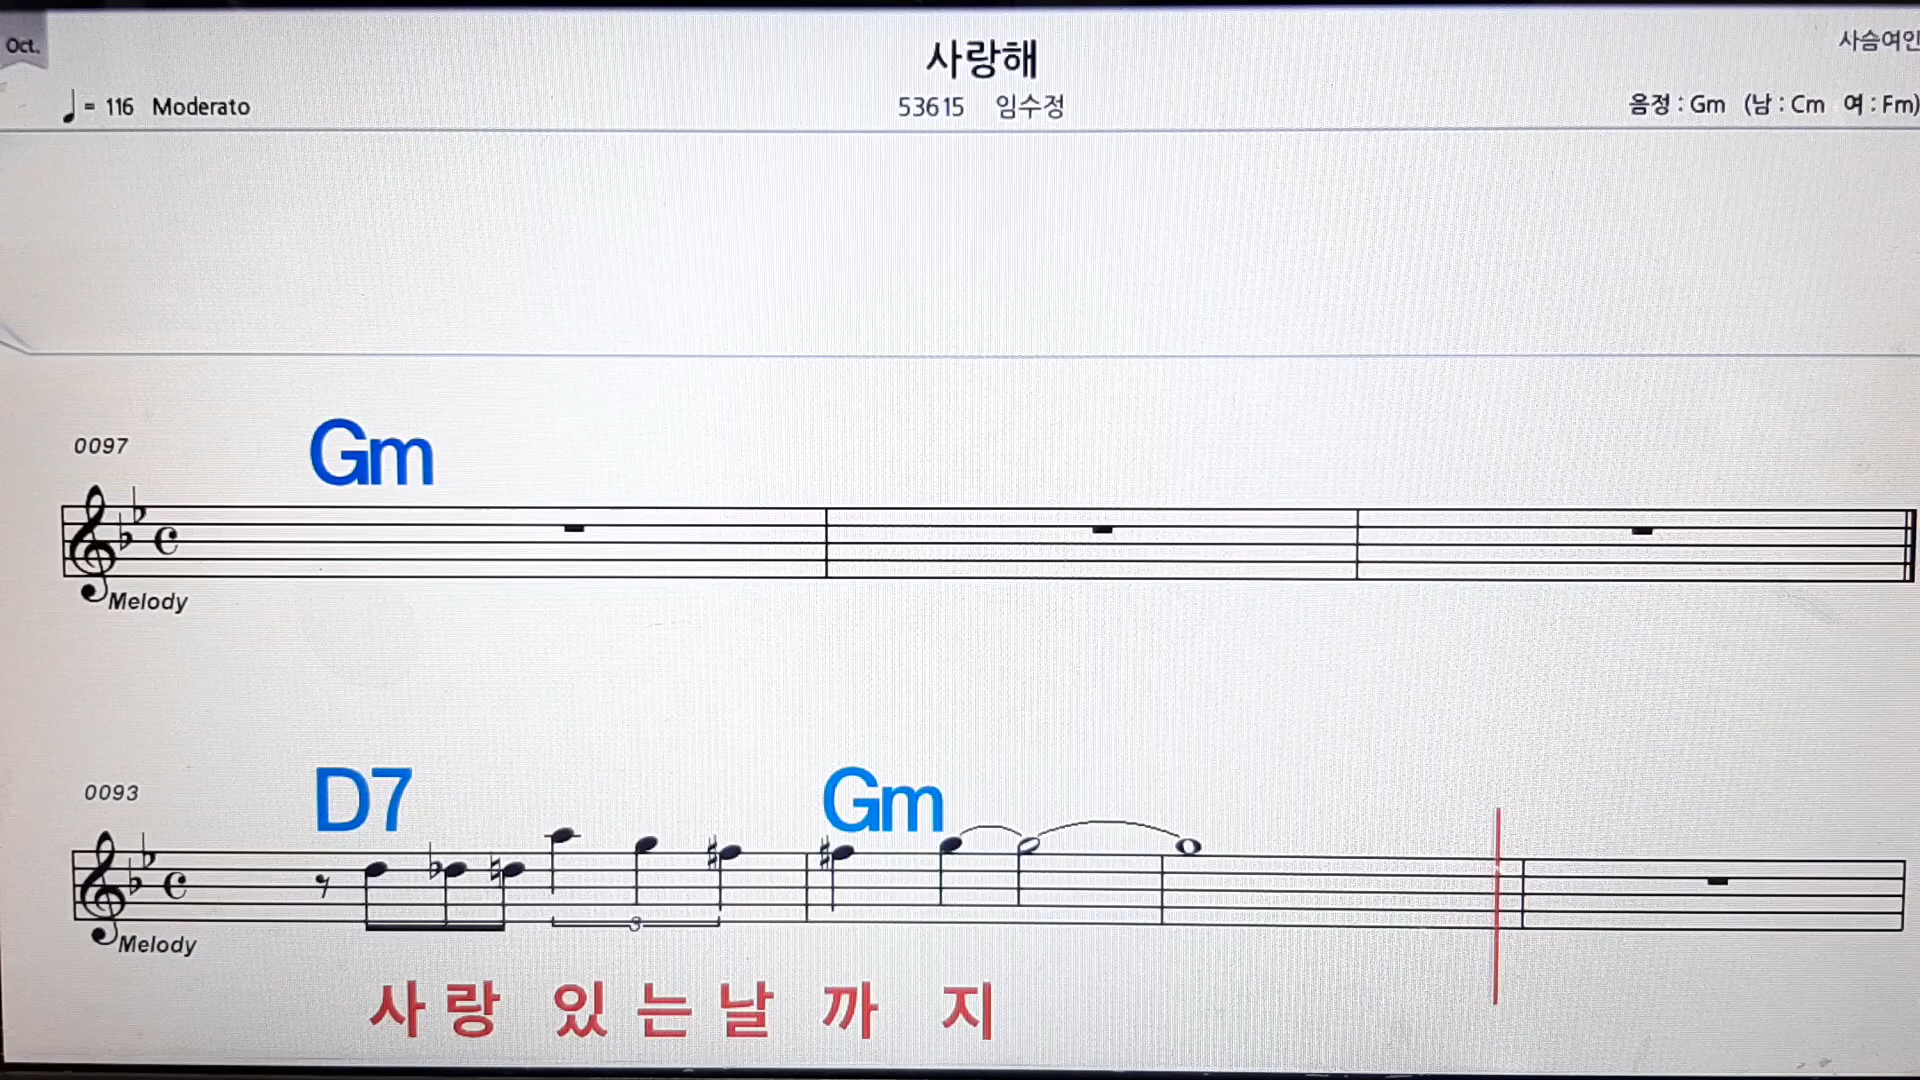 Oct.
사랑해
사슴여인
♩= 116 Moderato
53615 임수정
음정 : Gm (남 : Cm 여 : Fm)
0097
Gm
Melody
0093
D7 Gm
3
Melody
사 랑 있 는 날 까 지